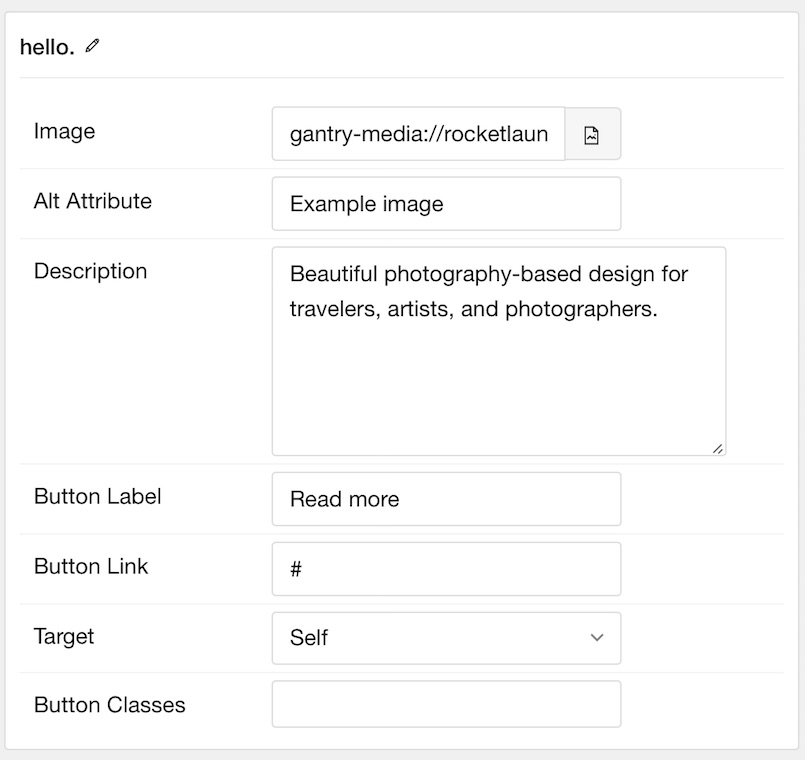 hello.
Image
gantry-media://rocketlaun
Alt Attribute
Example image
Description
Beautiful photography-based design for
travelers, artists, and photographers.
Button Label
Read more
Button Link
#
Target
Self
Button Classes